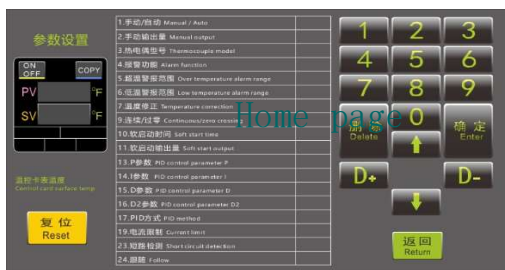 参数设置
ON
OFF
COPY
PV
°F
SV
°F
温控卡表温度
Control card surface temp
复位
Reset
1.手动/自动 Manual / Auto
2.手动输出量 Manual output
3.热电偶型号 Thermocouple model
4.报警功能 Alarm function
5.超温警报范围 Over temperature alarm range
6.低温警报范围 Low temperature alarm range
7.温度修正 Temperature correction
9.连续/过零 Continuous/zero crossing
10.软启动时间 Soft start time
11.软启动输出量 Soft start output
13.P参数 PID control parameter P
14.I参数 PID control parameter I
15.D参数 PID control parameter D
16.D2参数 PID control parameter D2
17.PID方式 PID method
19.电流限制 Current limit
23.短路检测 Short circuit detection
24.跟随 Follow
Home page
1
2
3
4
5
6
7
8
9
删除
Delete
0
确定
Enter
D+
D-
返回
Return